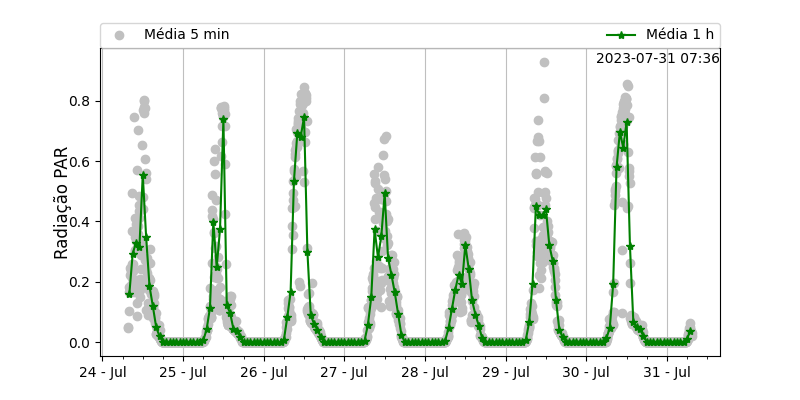 Média 5 min
Média 1 h
2023-07-31 07:36
Radiação PAR
0.8
0.6
0.4
0.2
0.0
24 - Jul
25 - Jul
26 - Jul
27 - Jul
28 - Jul
29 - Jul
30 - Jul
31 - Jul